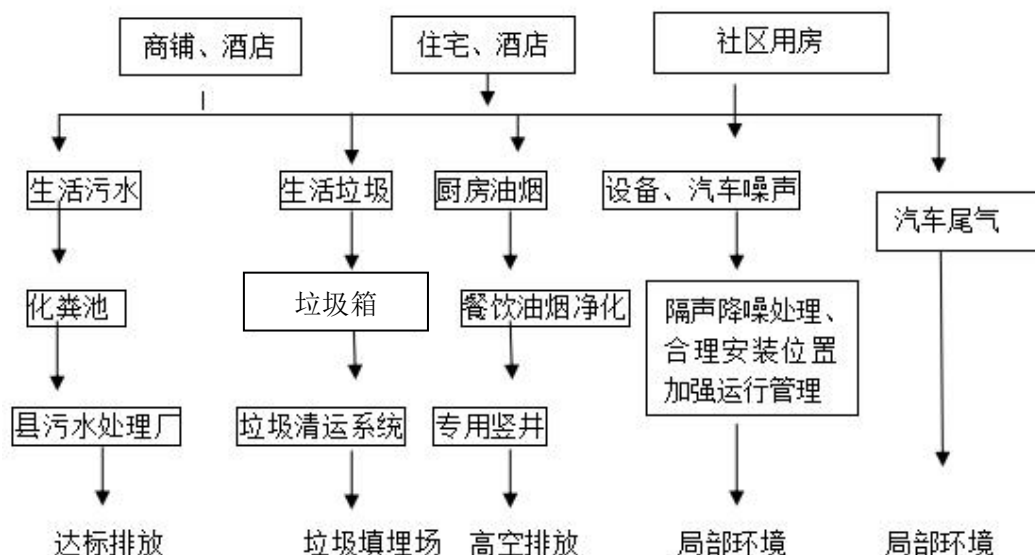 商铺、酒店
住宅、酒店
社区用房
生活污水
生活垃圾
厨房油烟
设备、汽车噪声
汽车尾气
化粪池
垃圾箱
餐饮油烟净化
隔声降噪处理、
合理安装位置
加强运行管理
县污水处理厂
垃圾清运系统
专用竖井
达标排放
垃圾填埋场
高空排放
局部环境
局部环境